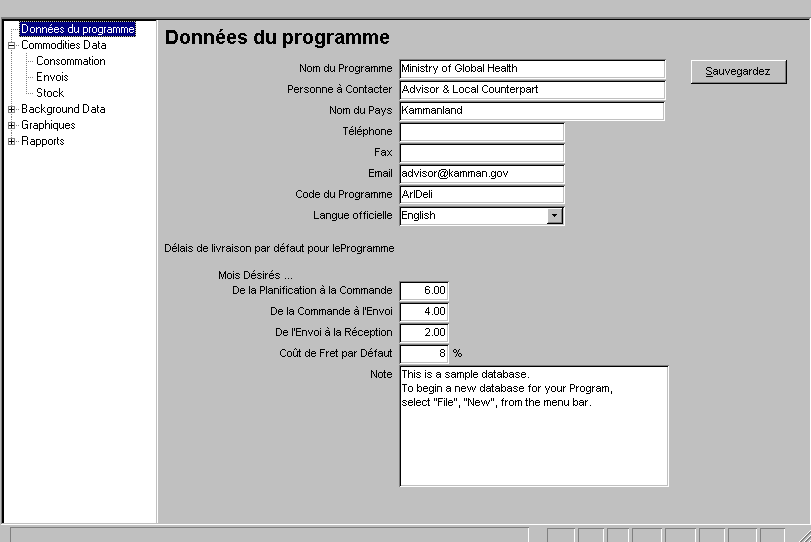 Données du programme
Commodities Data
Consommation
Envois
Stock
Background Data
Graphiques
Rapports
Données du programme
Nom du Programme Ministry of Global Health
Sauvegardez
Personne à Contacter Advisor & Local Counterpart
Nom du Pays Kammanland
Téléphone
Fax
Email advisor@kamman.gov
Code du Programme ArlDeli
Langue officielle English
Délais de livraison par défaut pour leProgramme
Mois Désirés ...
De la Planification à la Commande 6.00
De la Commande à l'Envoi 4.00
De l'Envoi à la Réception 2.00
Coût de Fret par Défaut 8 %
Note This is a sample database.
To begin a new database for your Program,
select "File", "New", from the menu bar.